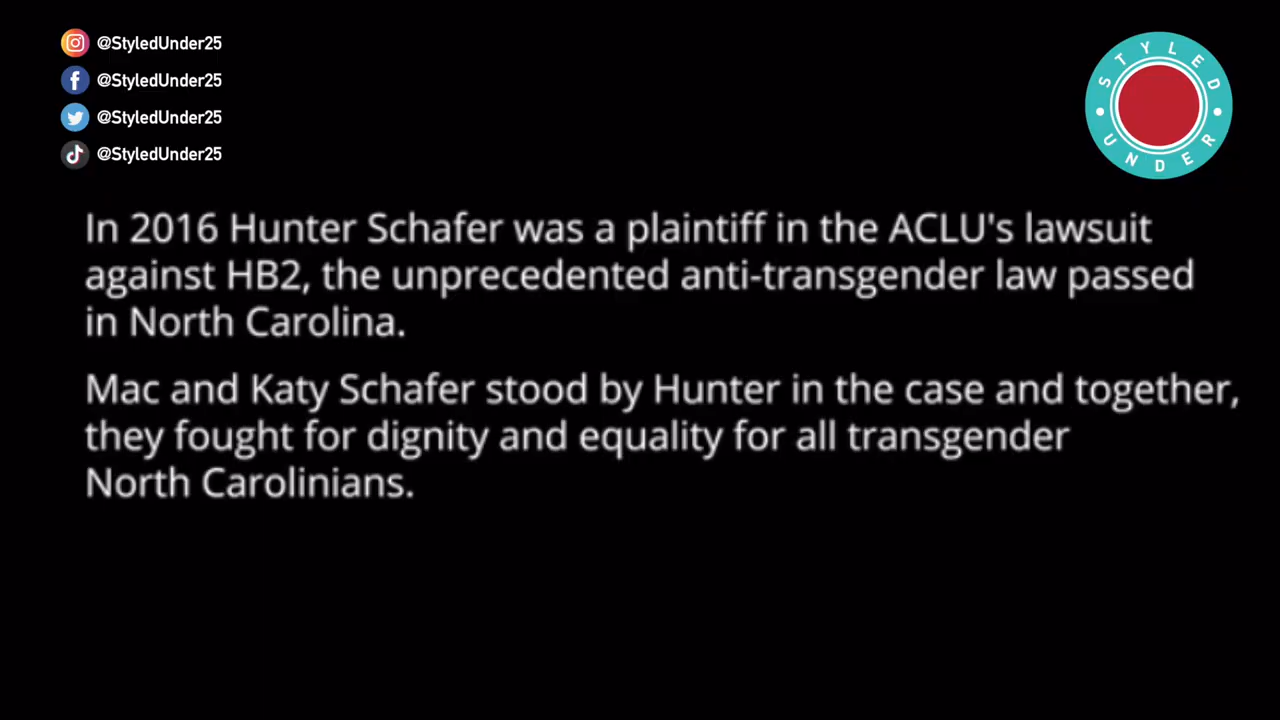 @StyledUnder25
@StyledUnder25
@StyledUnder25
@StyledUnder25
STYLED
UNDER
In 2016 Hunter Schafer was a plaintiff in the ACLU's lawsuit
against HB2, the unprecedented anti-transgender law passed
in North Carolina.
Mac and Katy Schafer stood by Hunter in the case and together,
they fought for dignity and equality for all transgender
North Carolinians.